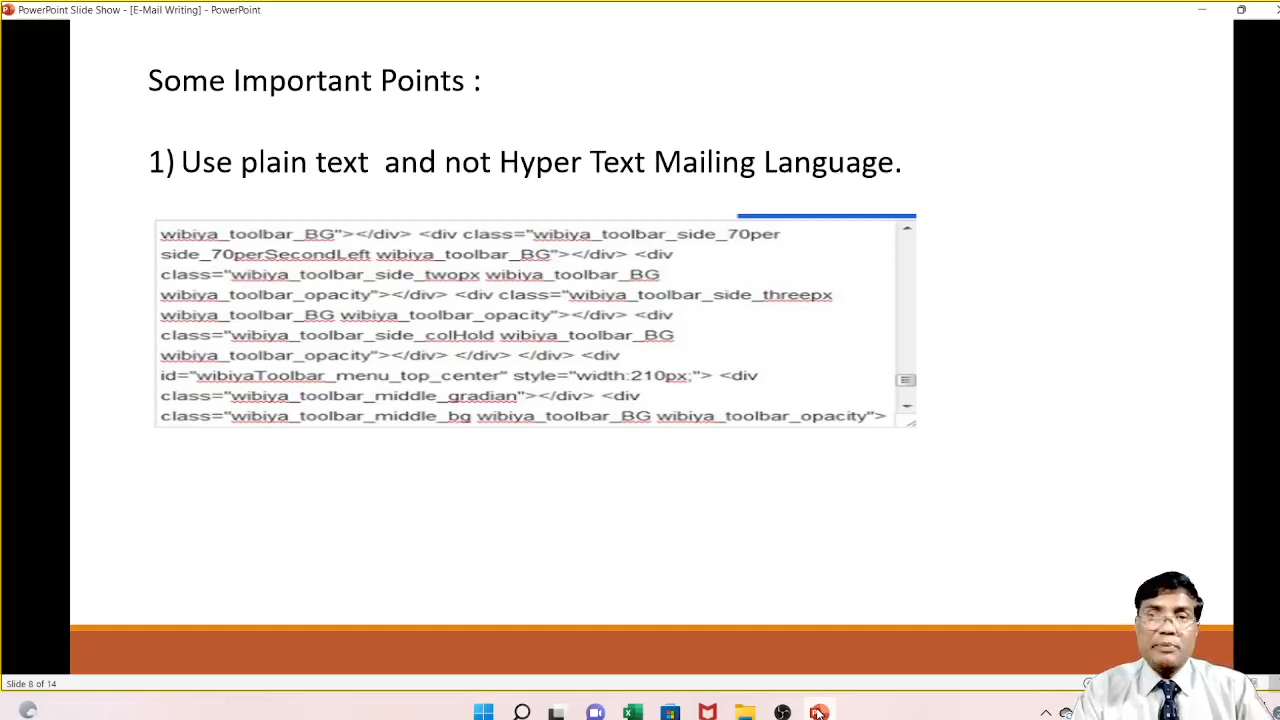 PowerPoint Slide Show - [E-Mail Writing] - PowerPoint
Some Important Points :
1) Use plain text and not Hyper Text Mailing Language.
wibiya_toolbar_BG"></div> <div class="wibiya_toolbar_side_70per
side_70perSecondLeft wibiya_toolbar_BG"></div> <div
class="wibiya_toolbar_side_twopx wibiya_toolbar_BG
wibiya_toolbar_opacity"></div> <div class="wibiya_toolbar_side_threepx
wibiya_toolbar_BG wibiya_toolbar_opacity"></div> <div
class="wibiya_toolbar_side_colHold wibiya_toolbar_BG
wibiya_toolbar_opacity"></div> </div> </div> <div
id="wibiyaToolbar_menu_top_center" style="width:210px;"> <div
class="wibiya_toolbar_middle_gradian"></div> <div
class="wibiya_toolbar_middle_bg wibiya_toolbar_BG wibiya_toolbar_opacity">
Slide 8 of 14